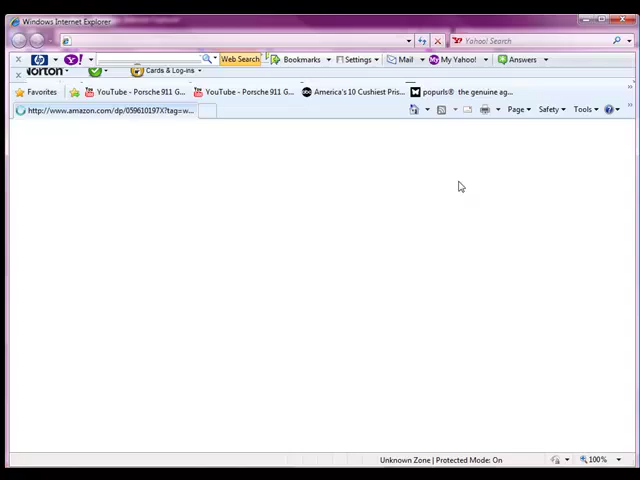 Windows Internet Explorer
Yahoo! Search
hp Y! Web Search Bookmarks Settings Mail My Yahoo! Answers
Norton Cards & Log-ins
Favorites YouTube - Porsche 911 G... YouTube - Porsche 911 G... America's 10 Cushiest Pris... popurls® the genuine ag...
http://www.amazon.com/dp/059610197X?tag=w... Page Safety Tools
Unknown Zone | Protected Mode: On 100%